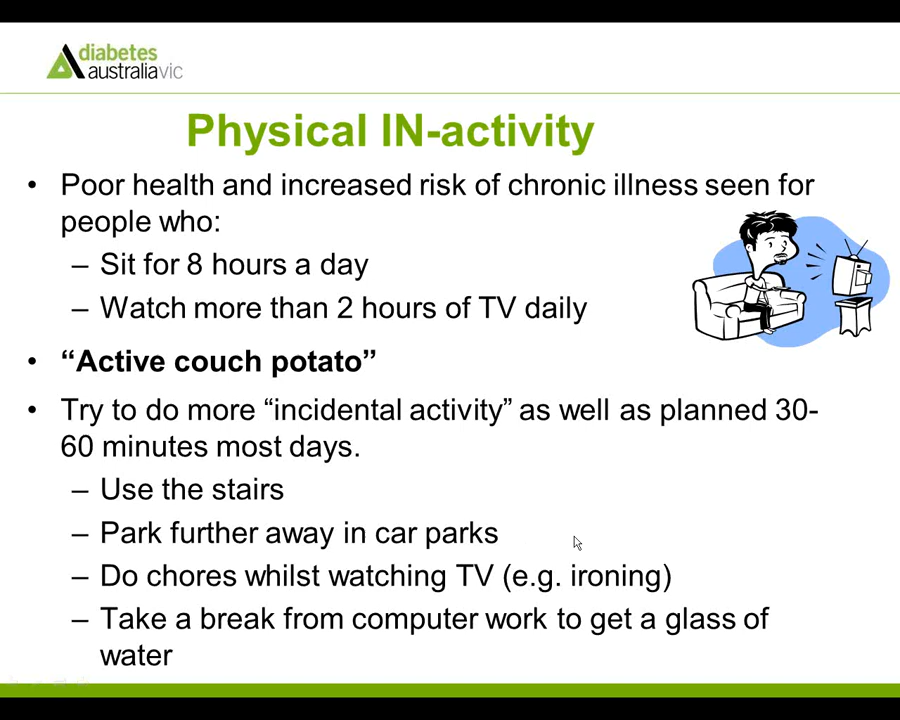 diabetes
australiavic
Physical IN-activity
• Poor health and increased risk of chronic illness seen for
people who:
– Sit for 8 hours a day
– Watch more than 2 hours of TV daily
• “Active couch potato”
• Try to do more “incidental activity” as well as planned 30-
60 minutes most days.
– Use the stairs
– Park further away in car parks
– Do chores whilst watching TV (e.g. ironing)
– Take a break from computer work to get a glass of
water